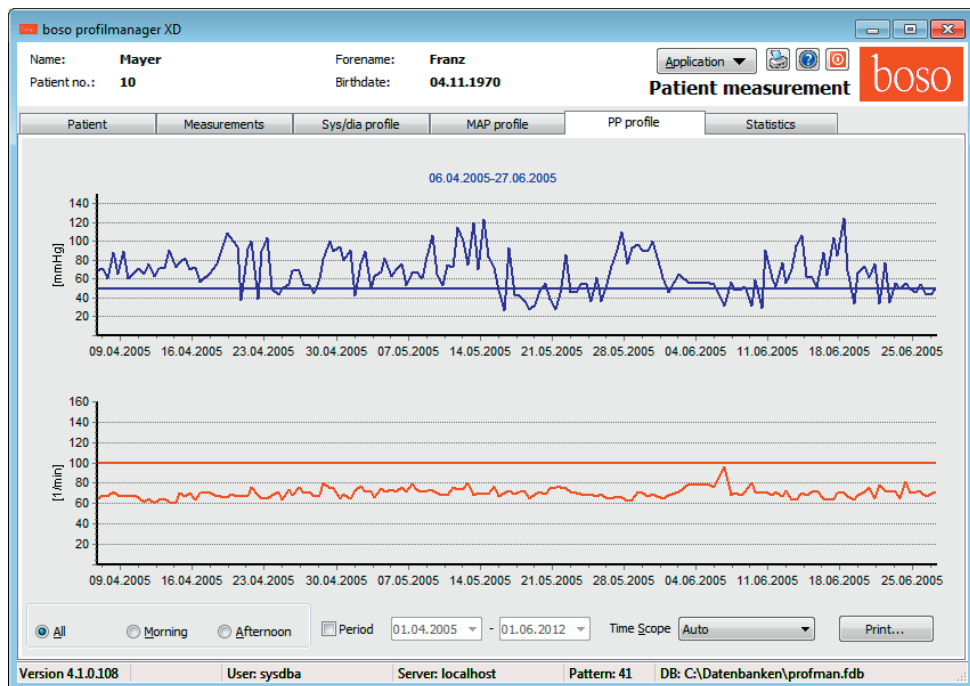 boso profilmanager XD
Name: Mayer Forename: Franz Application
Patient no.: 10 Birthdate: 04.11.1970 Patient measurement boso
Patient Measurements Sys/dia profile MAP profile PP profile Statistics
06.04.2005-27.06.2005
140
120
100
80
60
40
20
[mmHg]
09.04.2005 16.04.2005 23.04.2005 30.04.2005 07.05.2005 14.05.2005 21.05.2005 28.05.2005 04.06.2005 11.06.2005 18.06.2005 25.06.2005
160
140
120
100
80
60
40
20
[1/min]
09.04.2005 16.04.2005 23.04.2005 30.04.2005 07.05.2005 14.05.2005 21.05.2005 28.05.2005 04.06.2005 11.06.2005 18.06.2005 25.06.2005
All Morning Afternoon Period 01.04.2005 - 01.06.2012 Time Scope Auto Print...
Version 4.1.0.108 User: sysdba Server: localhost Pattern: 41 DB: C:\Datenbanken\profman.fdb